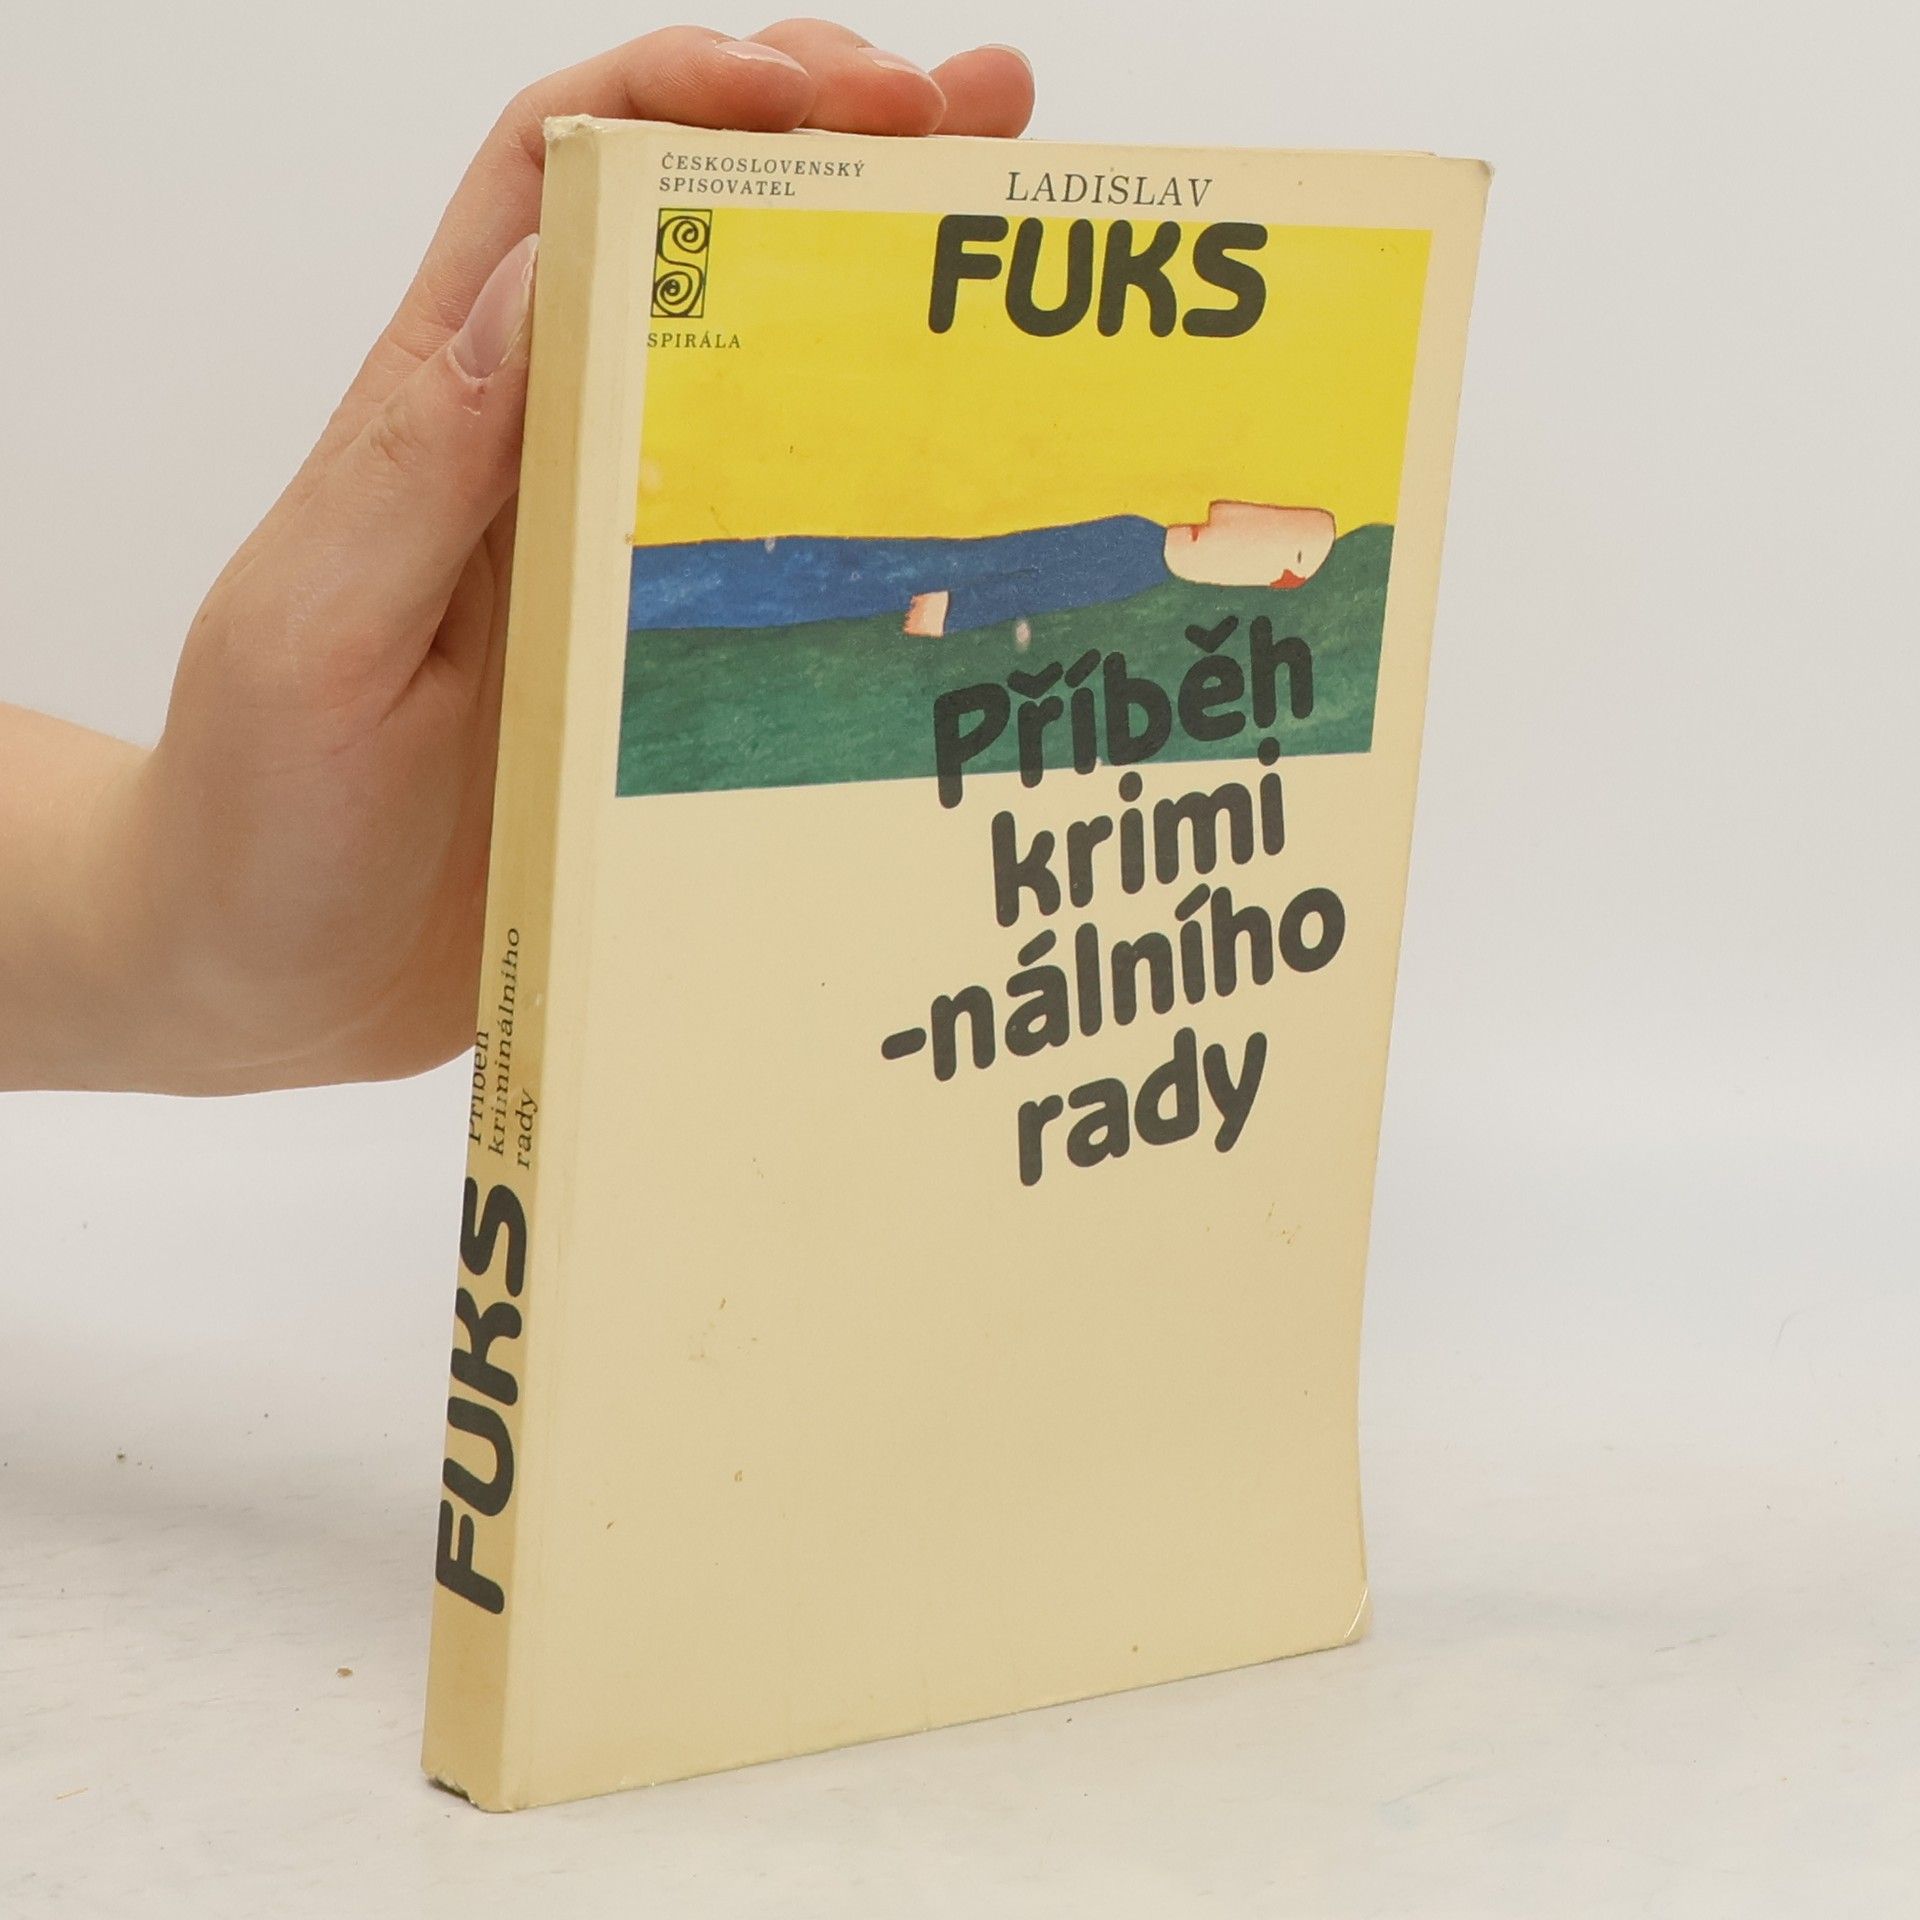 ČESKOSLOVENSKÝ
SPISOVATEL
LADISLAV
FUKS
SPIRÁLA
Příběh
krimi
-nálního
rady
FUKS
Příběh
kriminálního
rady